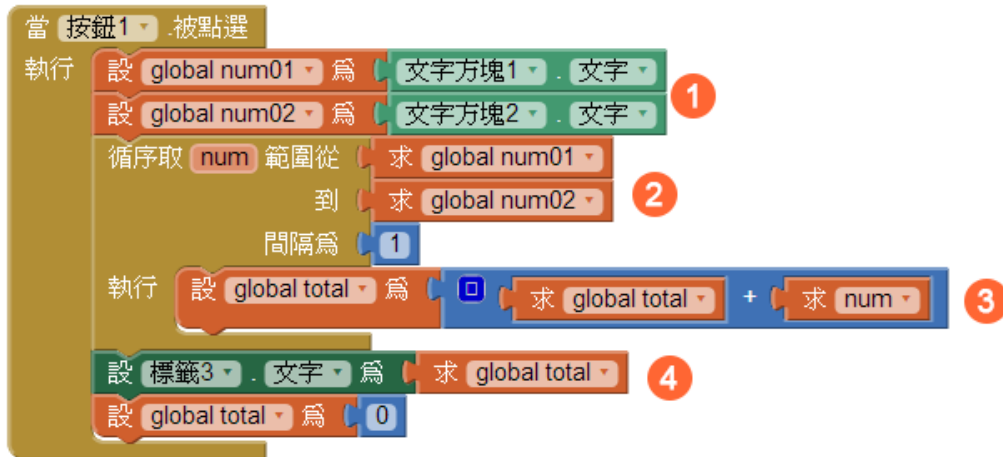 當 按鈕1 .被點選
執行 設 global num01 為 文字方塊1 . 文字
設 global num02 為 文字方塊2 . 文字
1
循序取 num 範圍從 求 global num01
到 求 global num02
2
間隔為 1
執行 設 global total 為 求 global total + 求 num
3
設 標籤3 . 文字 為 求 global total
4
設 global total 為 0